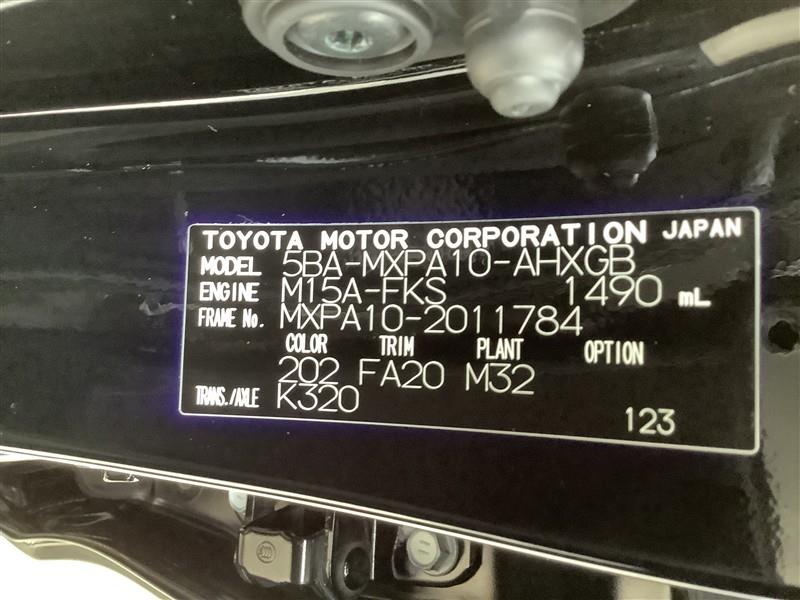 TOYOTA MOTOR CORPORATION JAPAN
MODEL 5BA-MXPA10-AHXGB
ENGINE M15A-FKS 1490 mL
FRAME No. MXPA10-2011784
COLOR TRIM PLANT OPTION
202 FA20 M32
TRANS./AXLE K320
123